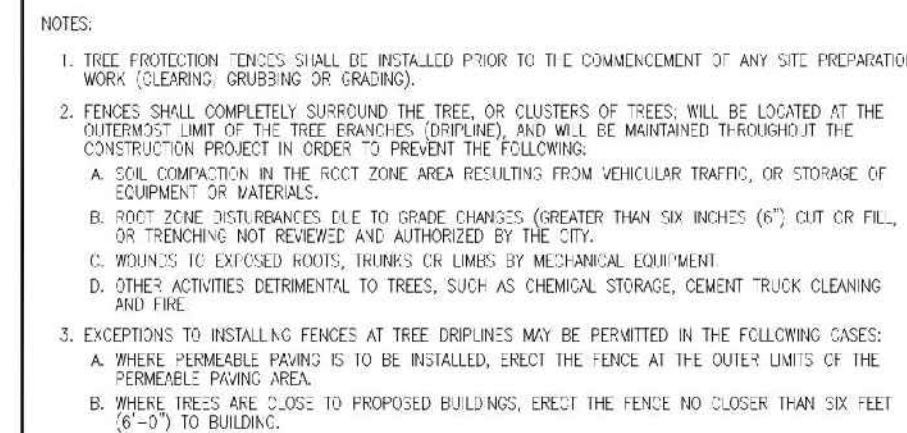 NOTES:
1. TREE PROTECTION FENCES SHALL BE INSTALLED PRIOR TO THE COMMENCEMENT OF ANY SITE PREPARATIO
WORK (CLEARING, GRUBBING OR GRADING).
2. FENCES SHALL COMPLETELY SURROUND THE TREE, OR CLUSTERS OF TREES; WILL BE LOCATED AT THE
OUTERMOST LIMIT OF THE TREE BRANCHES (DRIPLINE), AND WILL BE MAINTAINED THROUGHOUT THE
CONSTRUCTION PROJECT IN ORDER TO PREVENT THE FOLLOWING:
A. SOIL COMPACTION IN THE ROOT ZONE AREA RESULTING FROM VEHICULAR TRAFFIC, OR STORAGE OF
EQUIPMENT OR MATERIALS.
B. ROOT ZONE DISTURBANCES DUE TO GRADE CHANGES (GREATER THAN SIX INCHES (6") CUT OR FILL,
OR TRENCHING NOT REVIEWED AND AUTHORIZED BY THE CITY.
C. WOUNDS TO EXPOSED ROOTS, TRUNKS OR LIMBS BY MECHANICAL EQUIPMENT
D. OTHER ACTIVITIES DETRIMENTAL TO TREES, SUCH AS CHEMICAL STORAGE, CEMENT TRUCK CLEANING
AND FIRE
3. EXCEPTIONS TO INSTALLING FENCES AT TREE DRIPLINES MAY BE PERMITTED IN THE FOLLOWING CASES:
A. WHERE PERMEABLE PAVING IS TO BE INSTALLED, ERECT THE FENCE AT THE OUTER LIMITS OF THE
PERMEABLE PAVING AREA.
B. WHERE TREES ARE CLOSE TO PROPOSED BUILDINGS, ERECT THE FENCE NO CLOSER THAN SIX FEET
(6'-0") TO BUILDING.